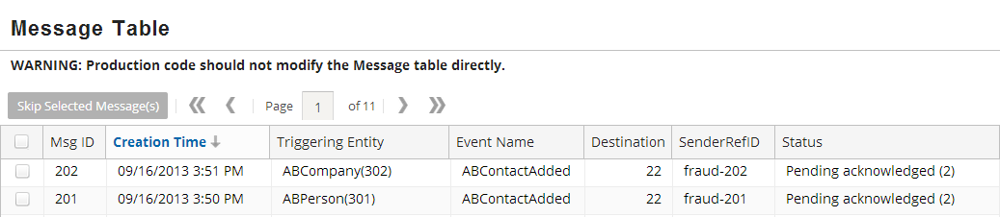 Message Table
WARNING: Production code should not modify the Message table directly.
Skip Selected Message(s) Page 1 of 11
Msg ID Creation Time Triggering Entity Event Name Destination SenderRefID Status
202 09/16/2013 3:51 PM ABCompany(302) ABContactAdded 22 fraud-202 Pending acknowledged (2)
201 09/16/2013 3:50 PM ABPerson(301) ABContactAdded 22 fraud-201 Pending acknowledged (2)